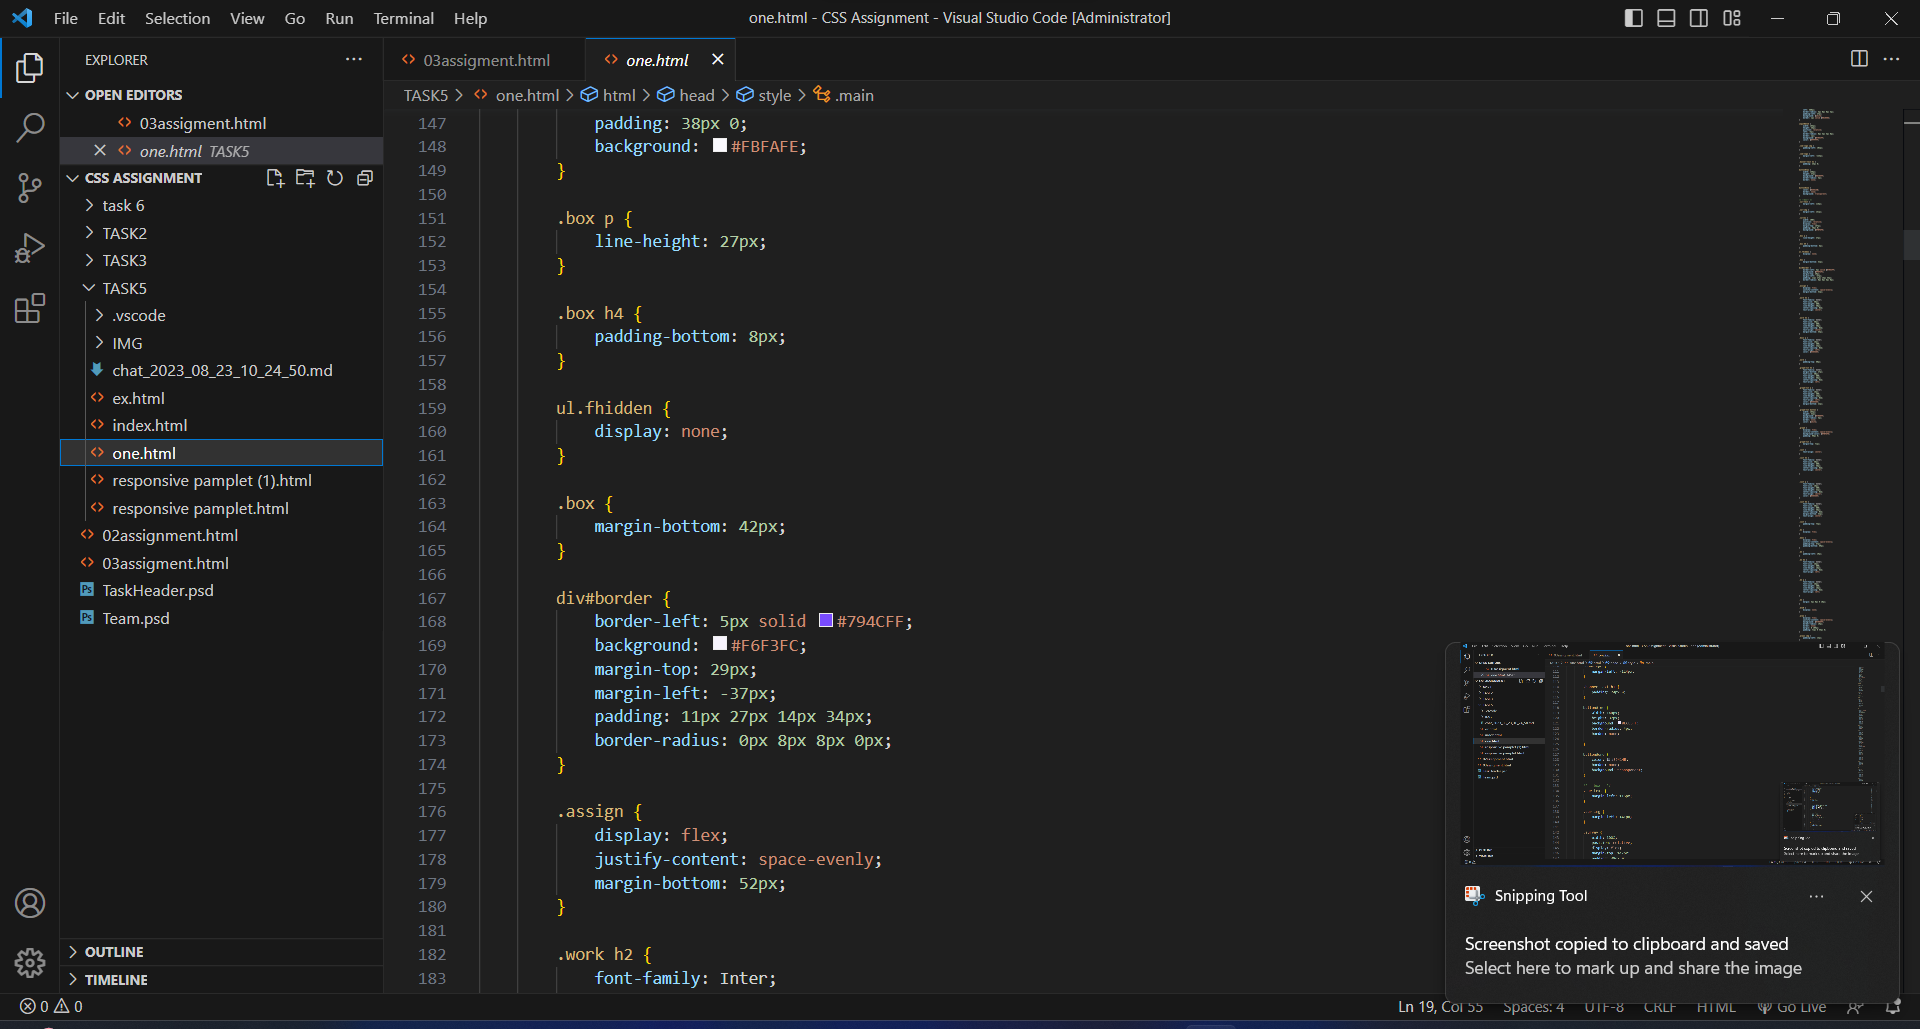 File Edit Selection View Go Run Terminal Help
one.html - CSS Assignment - Visual Studio Code [Administrator]
EXPLORER
OPEN EDITORS
03assigment.html
one.html TASK5
CSS ASSIGNMENT
task 6
TASK2
TASK3
TASK5
.vscode
IMG
chat_2023_08_23_10_24_50.md
ex.html
index.html
one.html
responsive pamplet (1).html
responsive pamplet.html
02assignment.html
03assigment.html
TaskHeader.psd
Team.psd
OUTLINE
TIMELINE
03assigment.html one.html
TASK5 > one.html > html > head > style > .main
147 padding: 38px 0;
148 background: #FBFAFE;
149 }
150
151 .box p {
152 line-height: 27px;
153 }
154
155 .box h4 {
156 padding-bottom: 8px;
157 }
158
159 ul.fhidden {
160 display: none;
161 }
162
163 .box {
164 margin-bottom: 42px;
165 }
166
167 div#border {
168 border-left: 5px solid #794CFF;
169 background: #F6F3FC;
170 margin-top: 29px;
171 margin-left: -37px;
172 padding: 11px 27px 14px 34px;
173 border-radius: 0px 8px 8px 0px;
174 }
175
176 .assign {
177 display: flex;
178 justify-content: space-evenly;
179 margin-bottom: 52px;
180 }
181
182 .work h2 {
183 font-family: Inter;
Snipping Tool
Screenshot copied to clipboard and saved
Select here to mark up and share the image
0 0
Ln 19, Col 55 Spaces: 4 UTF-8 CRLF HTML Go Live